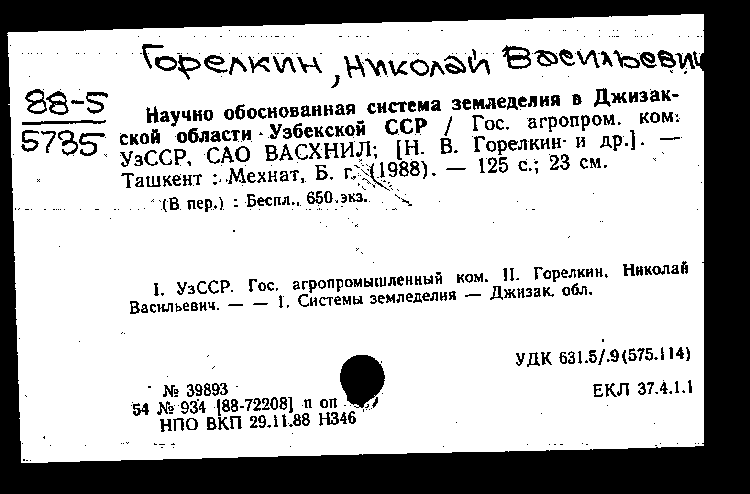 Горелкин, Николай Васильевич
88-5
5785
Научно обоснованная система земледелия в Джизак-
ской области Узбекской ССР / Гос. агропром. ком.
УзССР, САО ВАСХНИЛ; [Н. В. Горелкин и др.]. —
Ташкент : Мехнат, Б. г. (1988). — 125 с.; 23 см.
(В пер.) : Беспл., 650 экз.
I. УзССР. Гос. агропромышленный ком. II. Горелкин, Николай
Васильевич. — — 1. Системы земледелия — Джизак. обл.
УДК 631.5/.9(575.114)
№ 39893
ЕКЛ 37.4.1.1
54 № 934 [88-72208] п оп
НПО ВКП 29.11.88 Н346